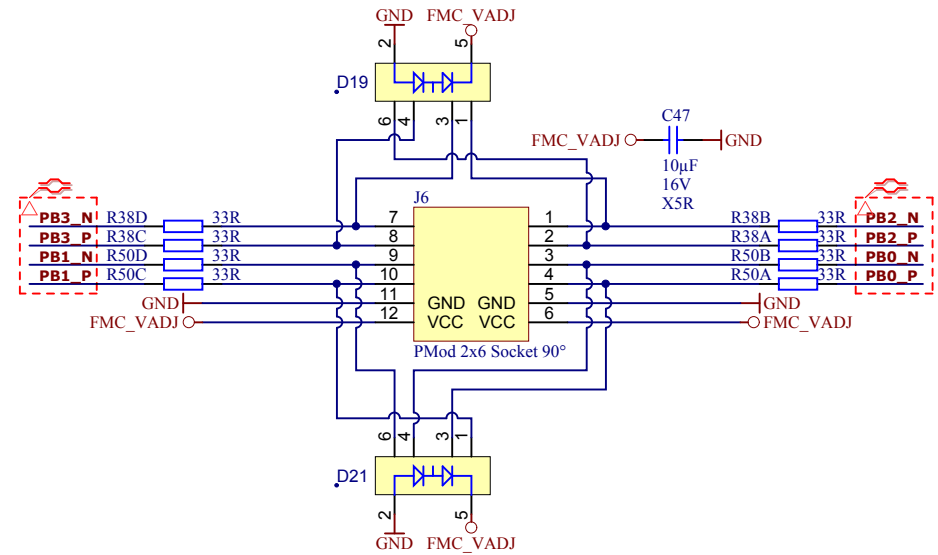 GND FMC_VADJ
2 5
D19
6 4 3 1
C47
FMC_VADJ GND
10µF
16V
X5R
J6
PB3_N R38D 33R 7 1 R38B 33R PB2_N
PB3_P R38C 33R 8 2 R38A 33R PB2_P
PB1_N R50D 33R 9 3 R50B 33R PB0_N
PB1_P R50C 33R 10 4 R50A 33R PB0_P
GND 11 GND GND 5 GND
FMC_VADJ 12 VCC VCC 6 FMC_VADJ
PMod 2x6 Socket 90°
6 4 3 1
D21
2 5
GND FMC_VADJ